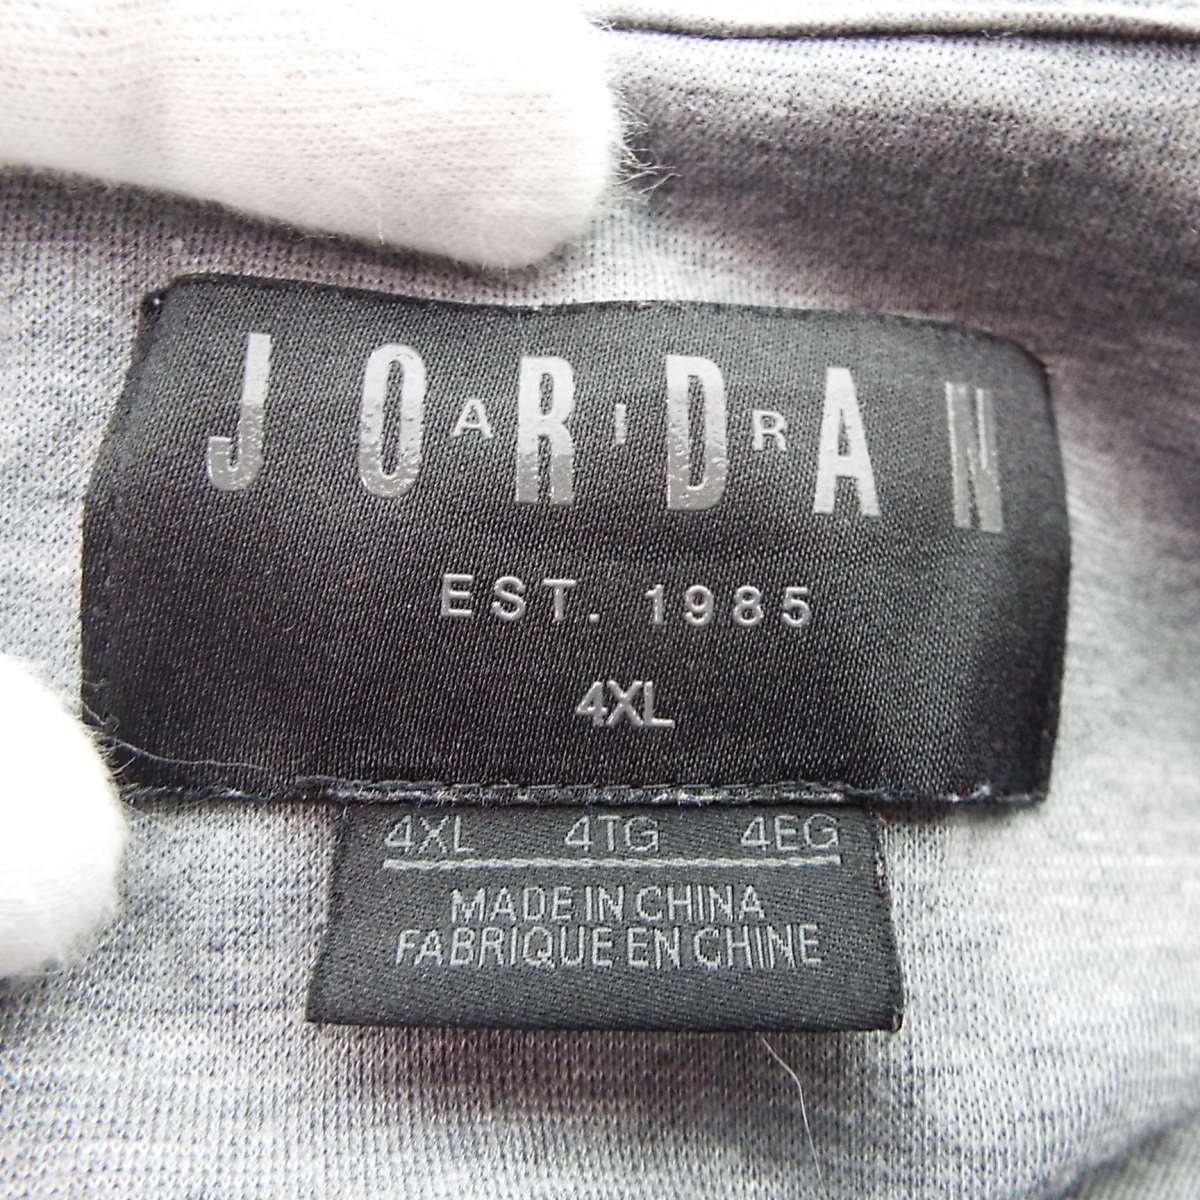 JORDAN
AIR
EST. 1985
4XL
4XL 4TG 4EG
MADE IN CHINA
FABRIQUE EN CHINE